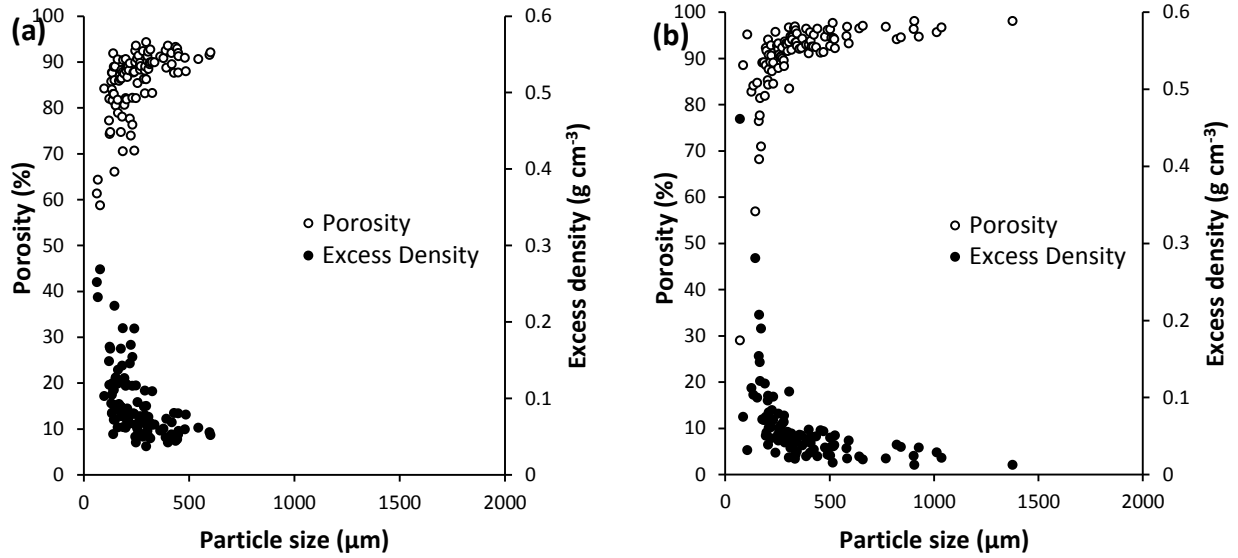 (a)
100
90
80
70
60
50
40
30
20
10
0
Porosity (%)
0.6
0.5
0.4
0.3
0.2
0.1
0
Excess density (g cm⁻³)
Porosity
Excess Density
0 500 1000 1500 2000
Particle size (µm)
(b)
100
90
80
70
60
50
40
30
20
10
0
Porosity (%)
0.6
0.5
0.4
0.3
0.2
0.1
0
Excess density (g cm⁻³)
Porosity
Excess Density
0 500 1000 1500 2000
Particle size (µm)